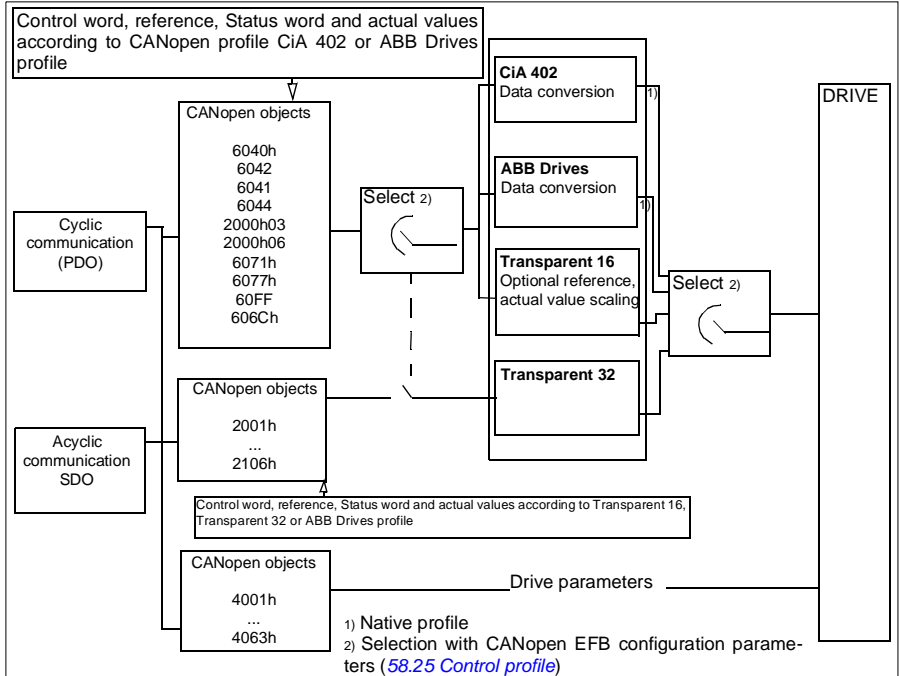 Control word, reference, Status word and actual values
according to CANopen profile CiA 402 or ABB Drives
profile
CANopen objects
6040h
6042
6041
6044
2000h03
2000h06
6071h
6077h
60FF
606Ch
Cyclic
communication
(PDO)
Select 2)
CiA 402
Data conversion
1)
ABB Drives
Data conversion
1)
Transparent 16
Optional reference,
actual value scaling
Transparent 32
Select 2)
DRIVE
Acyclic
communication
SDO
CANopen objects
2001h
...
2106h
Control word, reference, Status word and actual values according to Transparent 16,
Transparent 32 or ABB Drives profile
CANopen objects
4001h
...
4063h
Drive parameters
1) Native profile
2) Selection with CANopen EFB configuration parame-
ters (58.25 Control profile)